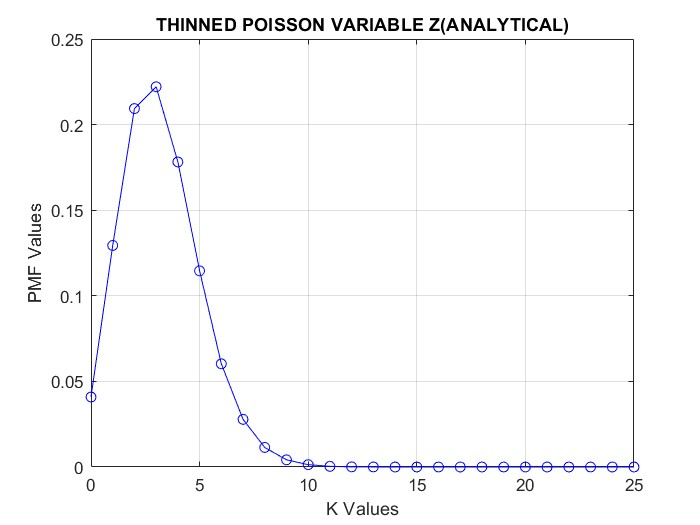 THINNED POISSON VARIABLE Z(ANALYTICAL)
0.25
0.2
0.15
0.1
0.05
0
PMF Values
0 5 10 15 20 25
K Values